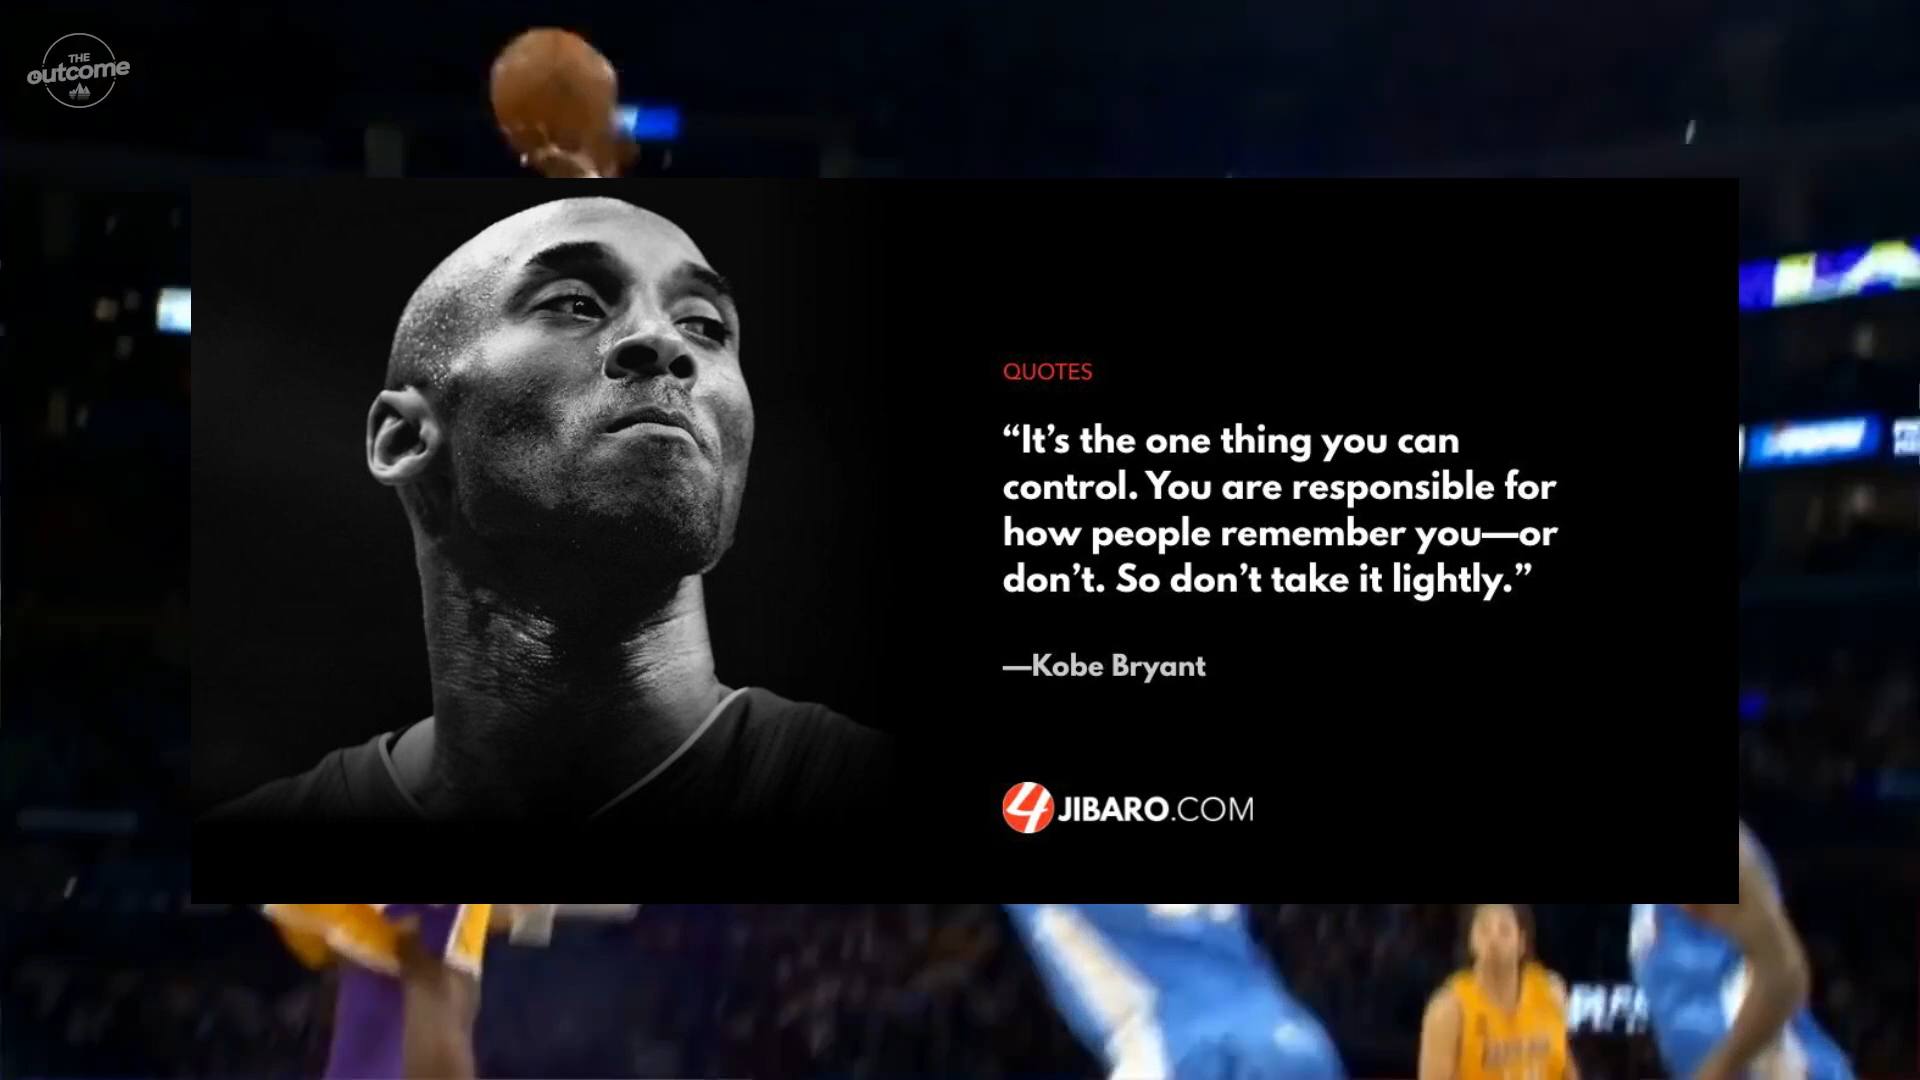 THE
outcome
QUOTES
“It’s the one thing you can
control. You are responsible for
how people remember you—or
don’t. So don’t take it lightly.”
—Kobe Bryant
4 JIBARO.COM